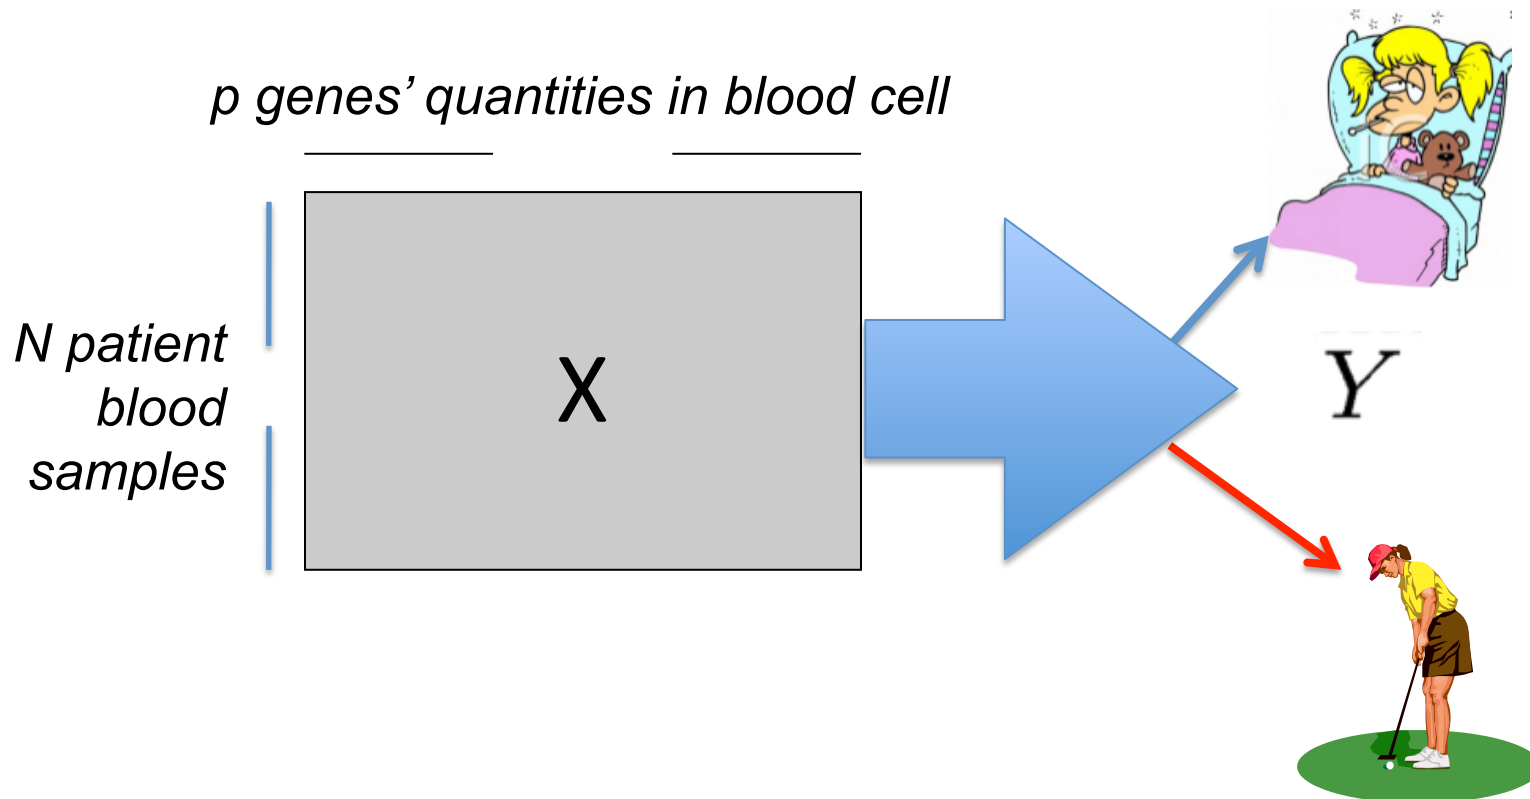 p genes’ quantities in blood cell
N patient
blood
samples
X
Y